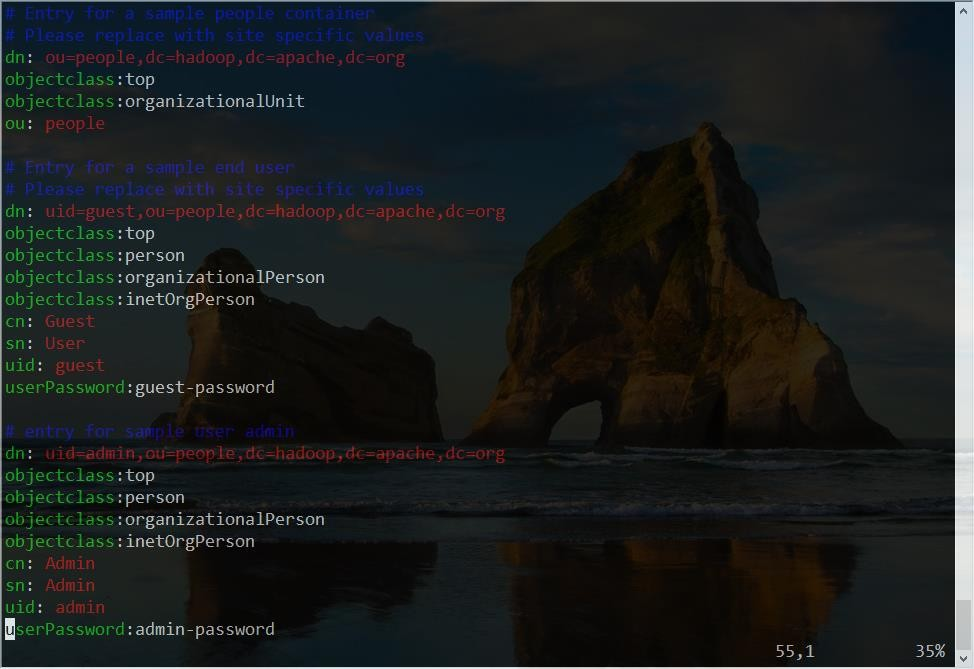 # Entry for a sample people container
# Please replace with site specific values
dn: ou=people,dc=hadoop,dc=apache,dc=org
objectclass:top
objectclass:organizationalUnit
ou: people

# Entry for a sample end user
# Please replace with site specific values
dn: uid=guest,ou=people,dc=hadoop,dc=apache,dc=org
objectclass:top
objectclass:person
objectclass:organizationalPerson
objectclass:inetOrgPerson
cn: Guest
sn: User
uid: guest
userPassword:guest-password

# entry for sample user admin
dn: uid=admin,ou=people,dc=hadoop,dc=apache,dc=org
objectclass:top
objectclass:person
objectclass:organizationalPerson
objectclass:inetOrgPerson
cn: Admin
sn: Admin
uid: admin
userPassword:admin-password
55,1 35%